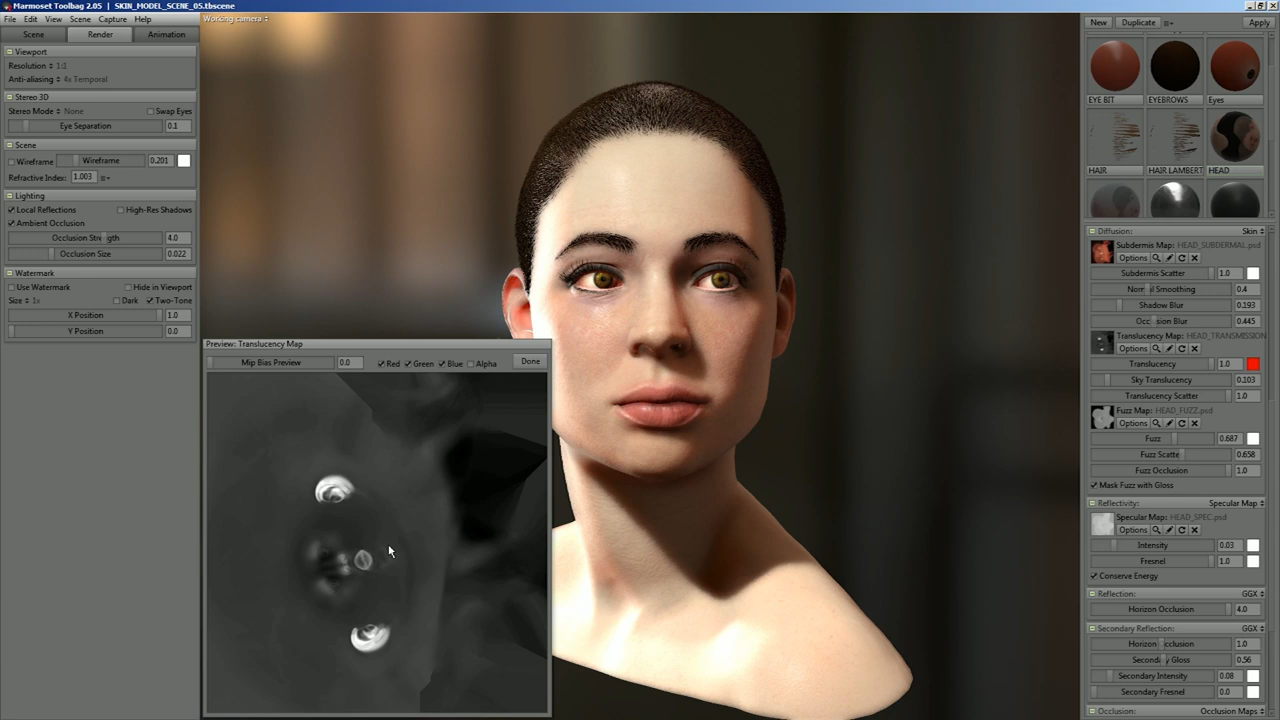 Marmoset Toolbag 2.05 | SKIN_MODEL_SCENE_05.tbscene
File Edit View Scene Capture Help
Working camera
New Duplicate Apply
Scene Render Animation
Viewport
Resolution 1:1
Anti-aliasing 4x Temporal
Stereo 3D
Stereo Mode None Swap Eyes
Eye Separation 0.1
Scene
Wireframe Wireframe 0.201
Refractive Index: 1.003
Lighting
Local Reflections High-Res Shadows
Ambient Occlusion
Occlusion Strength 4.0
Occlusion Size 0.022
Watermark
Use Watermark Hide in Viewport
Size 1x Dark Two-Tone
X Position 1.0
Y Position 0.0
Preview: Translucency Map
Mip Bias Preview 0.0 Red Green Blue Alpha Done
EYE BIT EYEBROWS Eyes
HAIR HAIR LAMBERT HEAD
Diffusion: Skin
Subdermis Map: HEAD_SUBDERMAL.psd
Options
Subdermis Scatter 1.0
Normal Smoothing 0.4
Shadow Blur 0.193
Occlusion Blur 0.445
Translucency Map: HEAD_TRANSMISSION
Options
Translucency 1.0
Sky Translucency 0.103
Translucency Scatter 1.0
Fuzz Map: HEAD_FUZZ.psd
Options
Fuzz 0.687
Fuzz Scatte 0.658
Fuzz Occlusion 1.0
Mask Fuzz with Gloss
Reflectivity: Specular Map
Specular Map: HEAD_SPEC.psd
Options
Intensity 0.03
Fresnel 1.0
Conserve Energy
Reflection: GGX
Horizon Occlusion 4.0
Secondary Reflection: GGX
Horizon Occlusion 1.0
Secondary Gloss 0.56
Secondary Intensity 0.08
Secondary Fresnel 0.0
Occlusion: Occlusion Maps